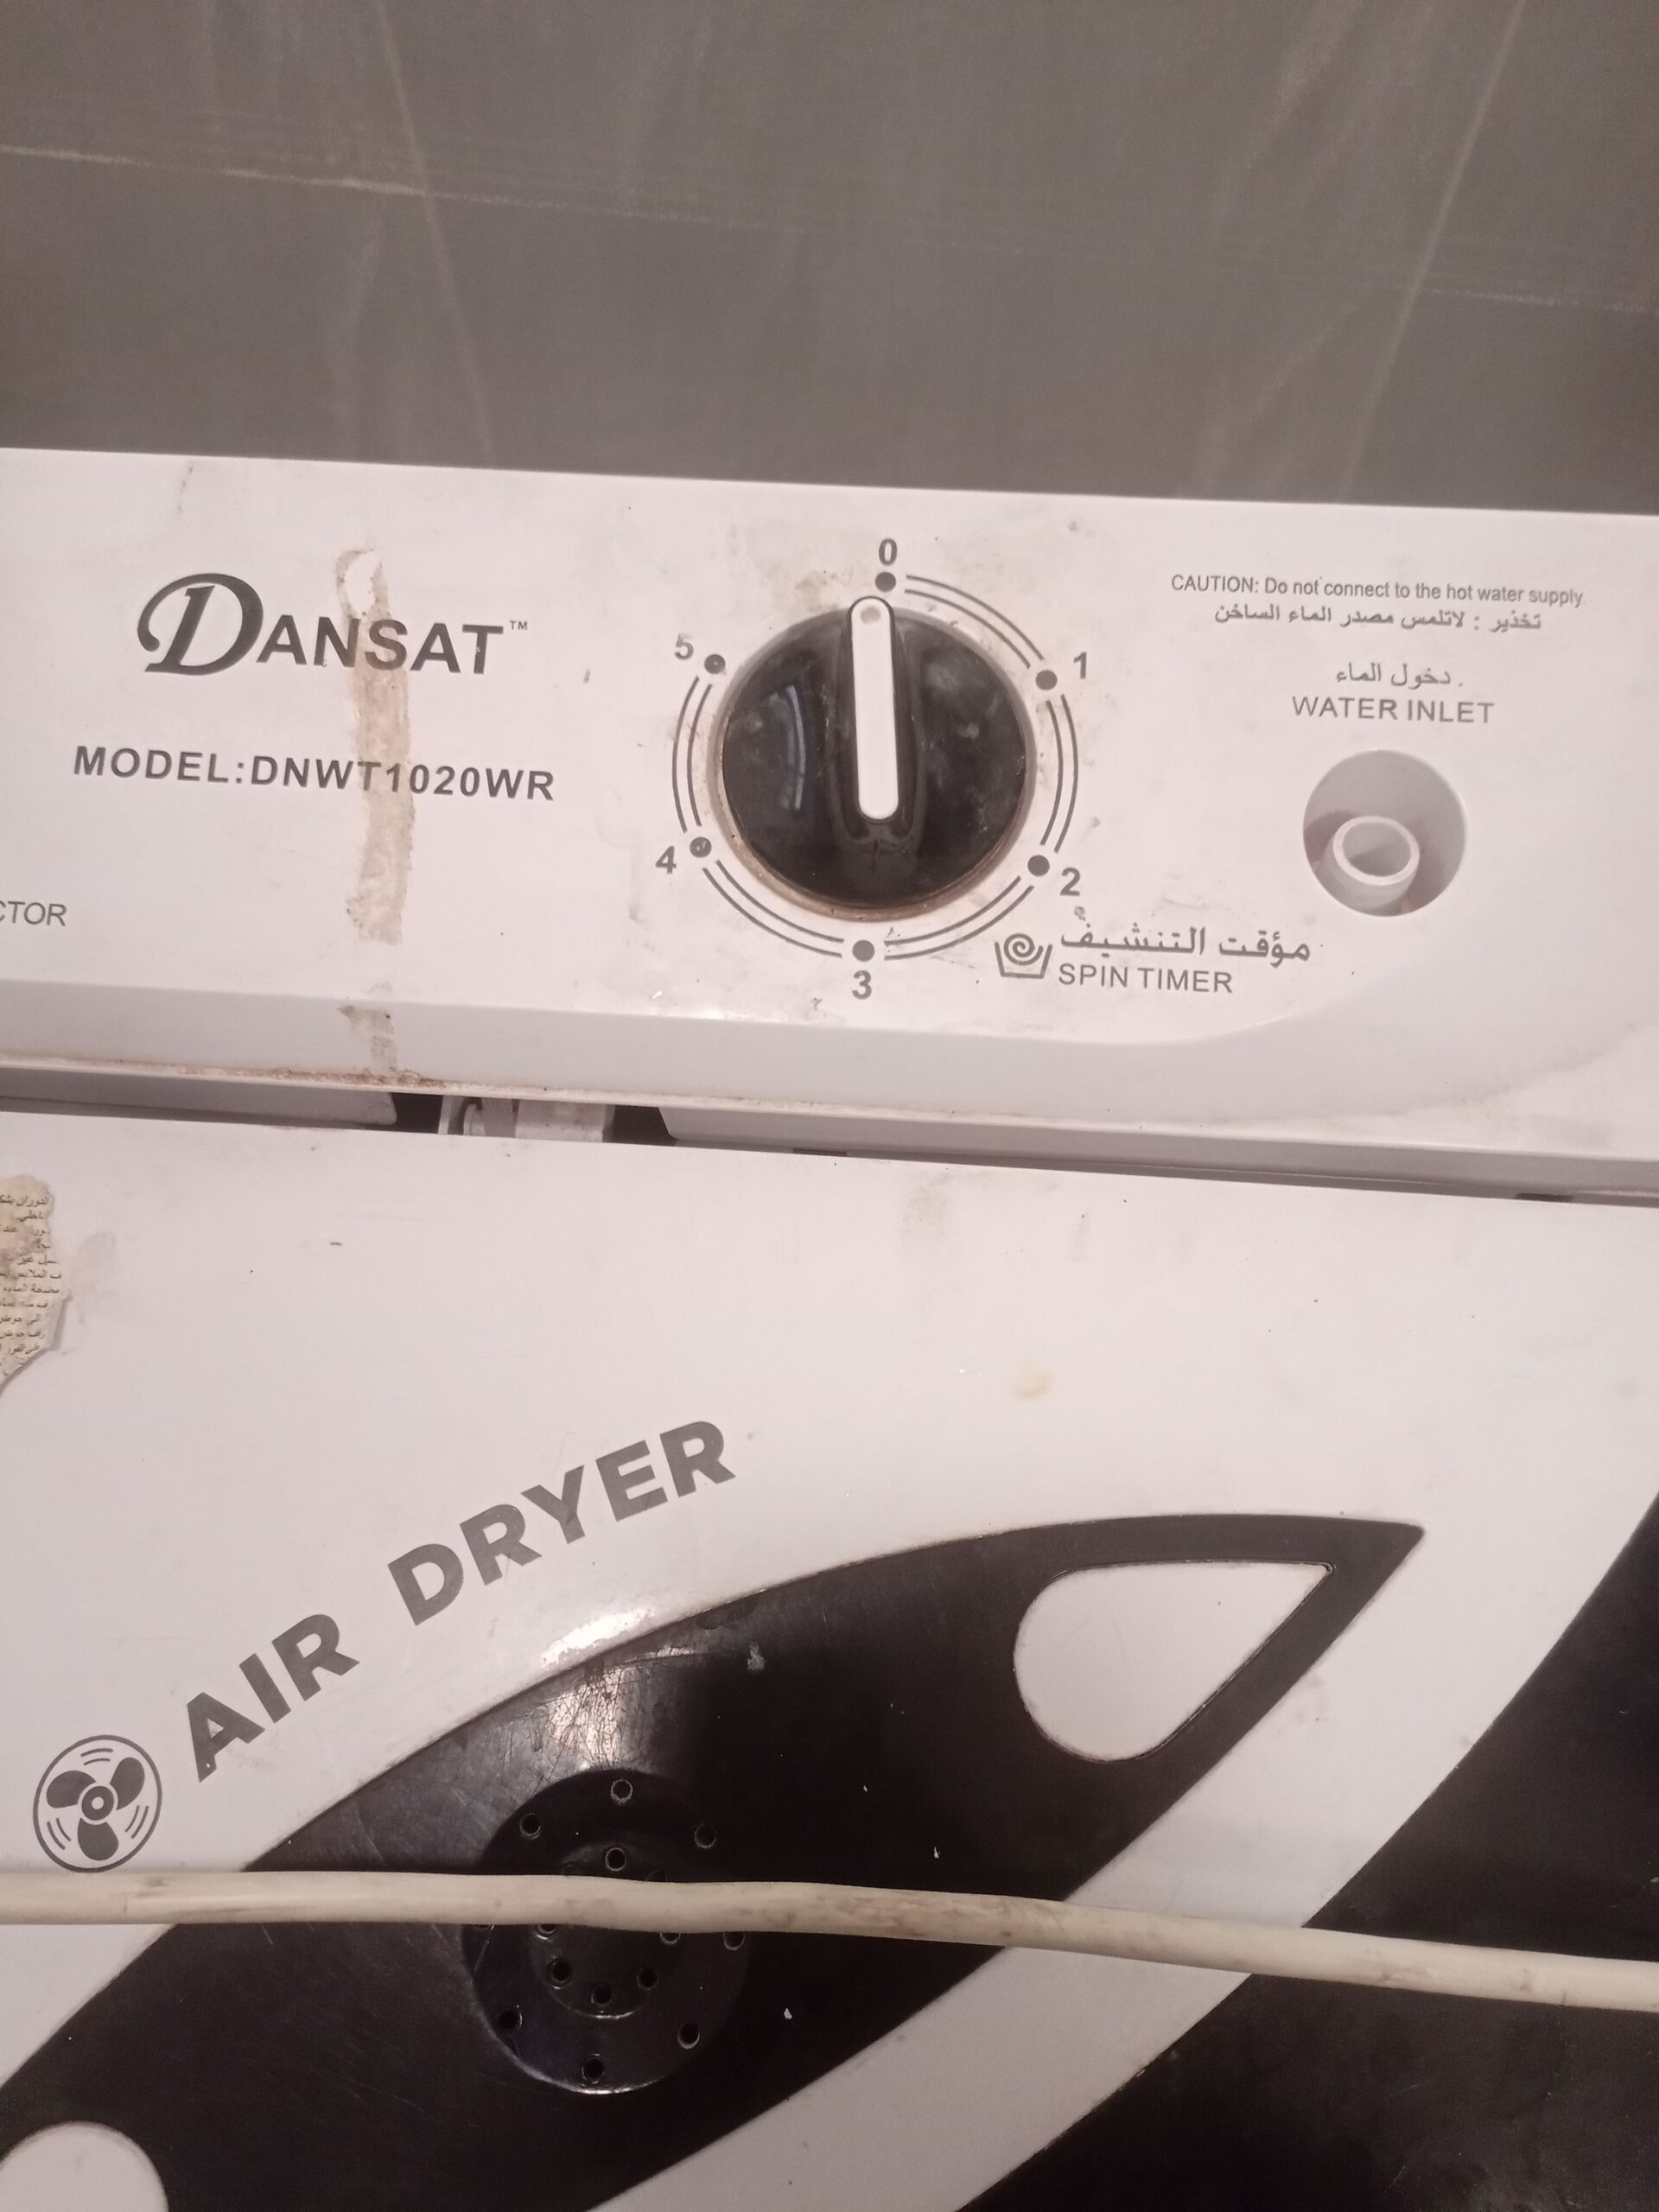 DANSAT™
MODEL:DNWT1020WR
CTOR
0
1
2
3
4
5
مؤقت التنشيف
SPIN TIMER
CAUTION: Do not connect to the hot water supply.
تخذير : لاتلمس مصدر الماء الساخن
دخول الماء .
WATER INLET
AIR DRYER